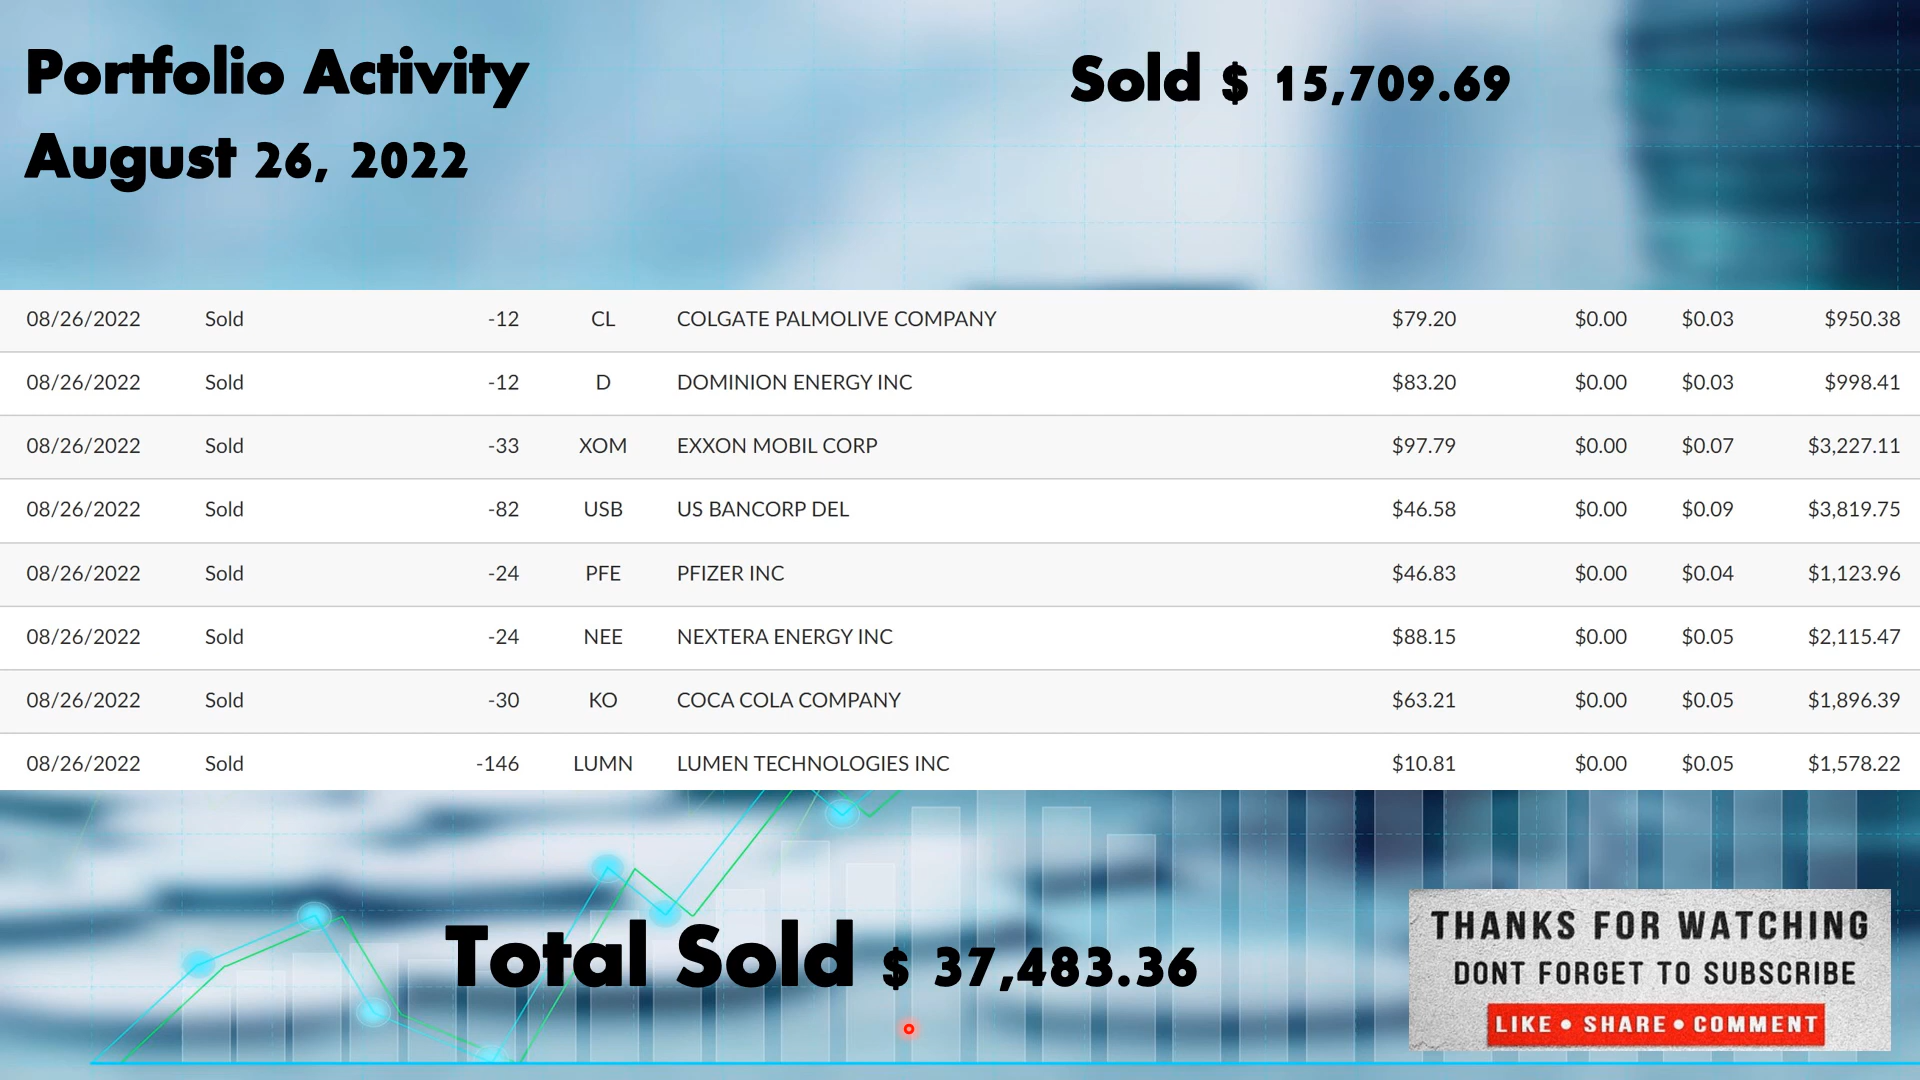 Portfolio Activity
August 26, 2022
Sold $ 15,709.69
08/26/2022 Sold -12 CL COLGATE PALMOLIVE COMPANY $79.20 $0.00 $0.03 $950.38
08/26/2022 Sold -12 D DOMINION ENERGY INC $83.20 $0.00 $0.03 $998.41
08/26/2022 Sold -33 XOM EXXON MOBIL CORP $97.79 $0.00 $0.07 $3,227.11
08/26/2022 Sold -82 USB US BANCORP DEL $46.58 $0.00 $0.09 $3,819.75
08/26/2022 Sold -24 PFE PFIZER INC $46.83 $0.00 $0.04 $1,123.96
08/26/2022 Sold -24 NEE NEXTERA ENERGY INC $88.15 $0.00 $0.05 $2,115.47
08/26/2022 Sold -30 KO COCA COLA COMPANY $63.21 $0.00 $0.05 $1,896.39
08/26/2022 Sold -146 LUMN LUMEN TECHNOLOGIES INC $10.81 $0.00 $0.05 $1,578.22
Total Sold $ 37,483.36
THANKS FOR WATCHING
DONT FORGET TO SUBSCRIBE
LIKE • SHARE • COMMENT